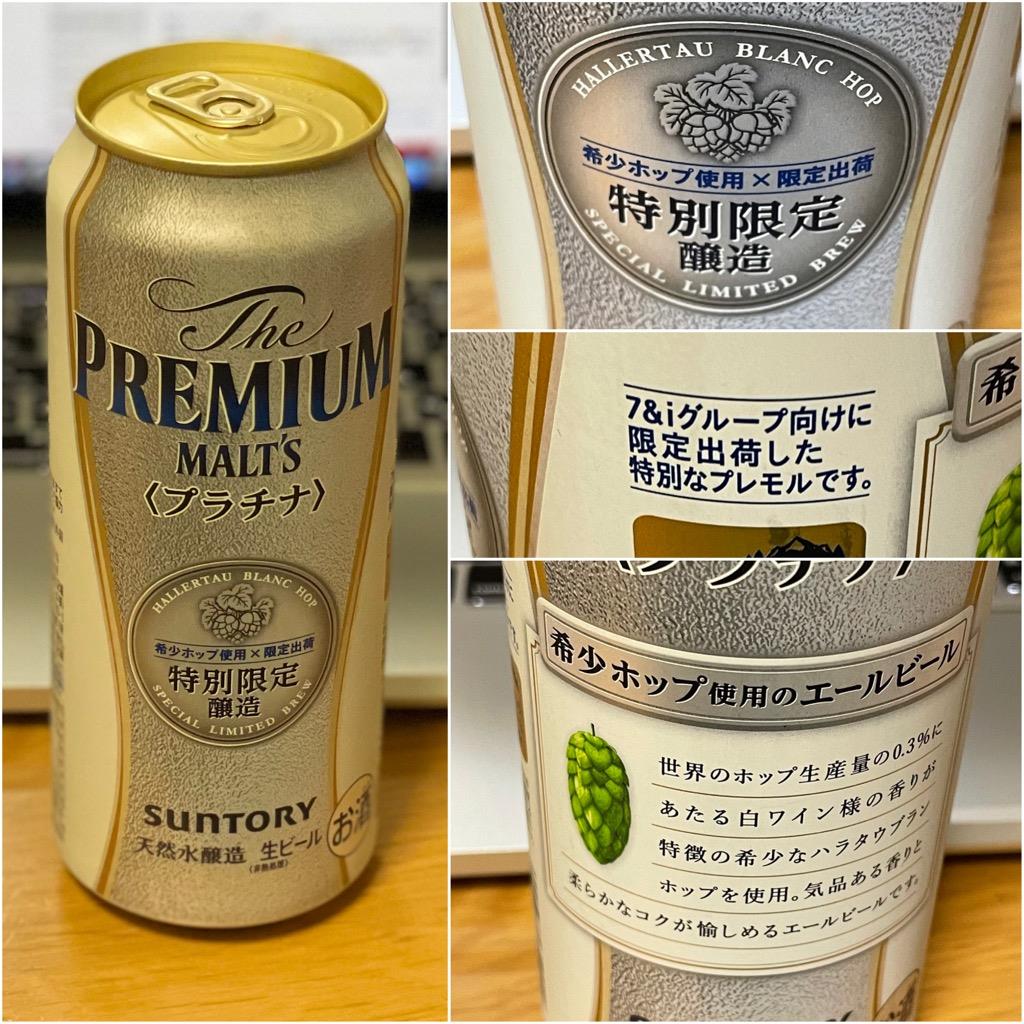 The
PREMIUM
MALT'S
〈プラチナ〉
HALLERTAU BLANC HOP
希少ホップ使用×限定出荷
特別限定
醸造
SPECIAL LIMITED BREW
SUNTORY
天然水醸造 生ビール
(非熱処理)
お酒
HALLERTAU BLANC HOP
希少ホップ使用×限定出荷
特別限定
醸造
SPECIAL LIMITED BREW
7&iグループ向けに
限定出荷した
特別なプレモルです。
希
希少ホップ使用のエールビール
世界のホップ生産量の0.3%に
あたる白ワイン様の香りが
特徴の希少なハラタウブラン
ホップを使用。気品ある香りと
柔らかなコクが愉しめるエールビールです。